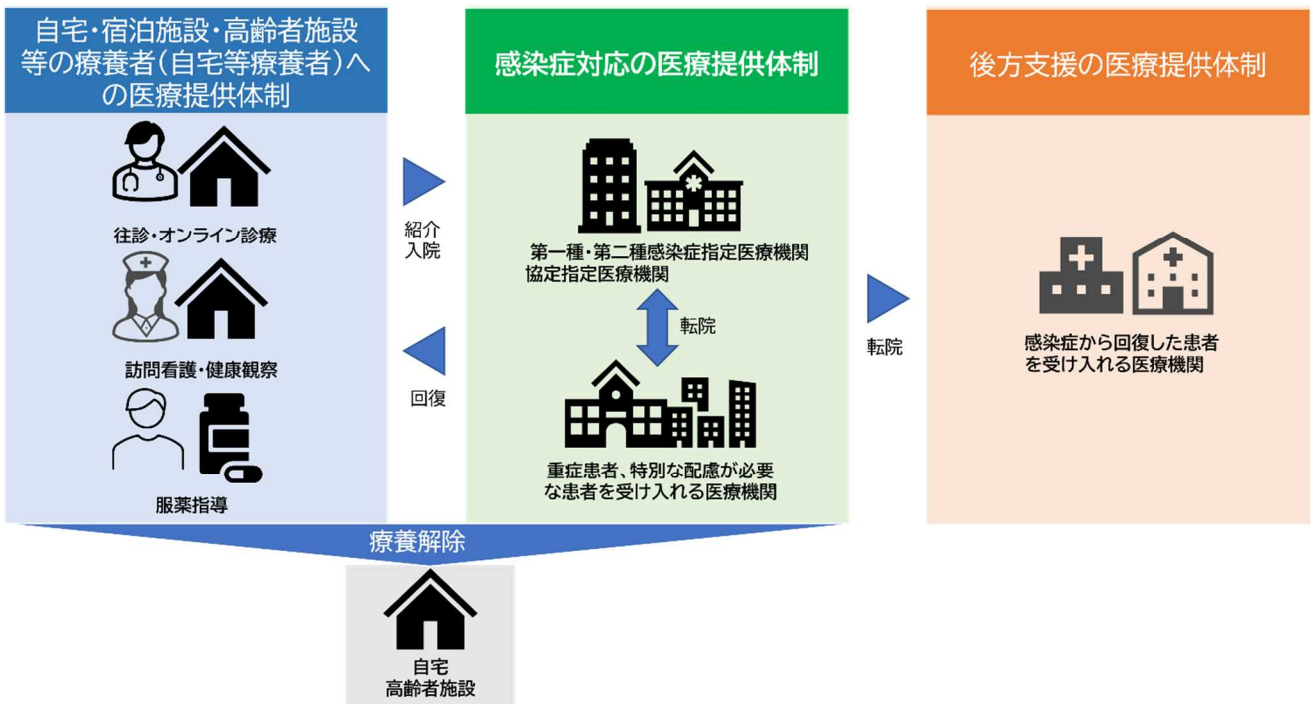 自宅・宿泊施設・高齢者施設
等の療養者(自宅等療養者)へ
の医療提供体制
往診・オンライン診療
訪問看護・健康観察
服薬指導
紹介
入院
回復
感染症対応の医療提供体制
第一種・第二種感染症指定医療機関
協定指定医療機関
転院
重症患者、特別な配慮が必要
な患者を受け入れる医療機関
転院
後方支援の医療提供体制
感染症から回復した患者
を受け入れる医療機関
療養解除
自宅
高齢者施設